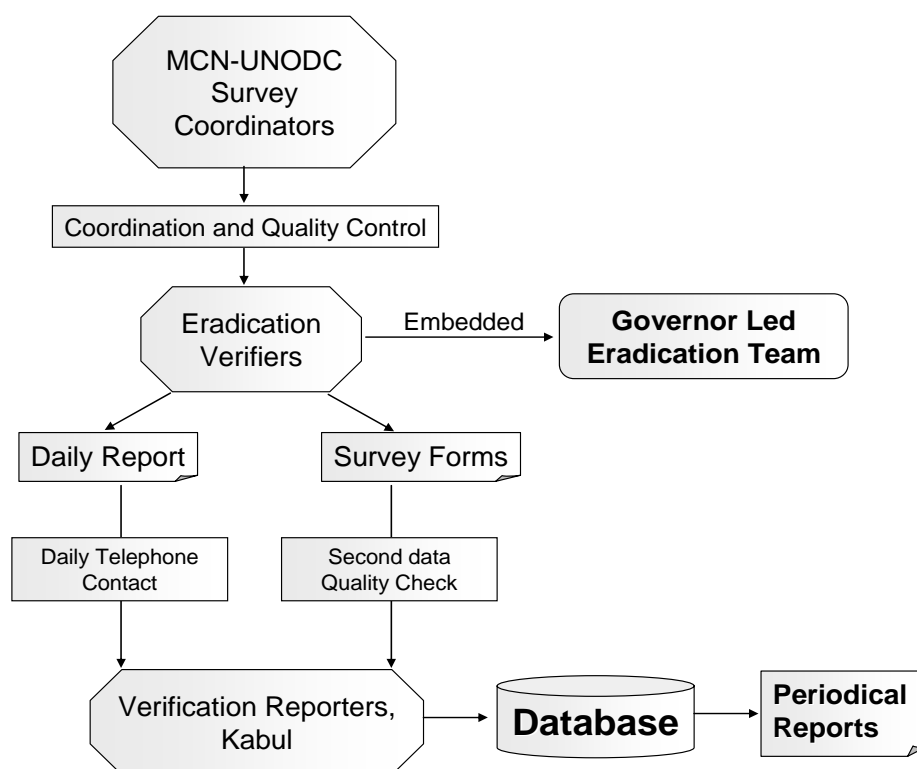 MCN-UNODC
Survey
Coordinators
Coordination and Quality Control
Eradication
Verifiers
Embedded
Governor Led
Eradication Team
Daily Report
Survey Forms
Daily Telephone
Contact
Second data
Quality Check
Verification Reporters,
Kabul
Database
Periodical
Reports